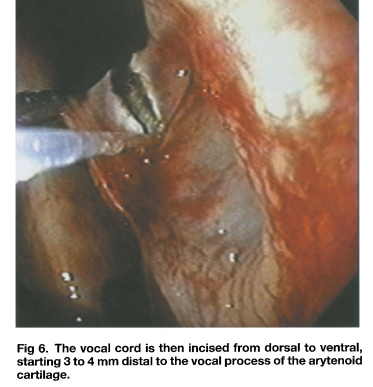 Fig 6. The vocal cord is then incised from dorsal to ventral,
starting 3 to 4 mm distal to the vocal process of the arytenoid
cartilage.